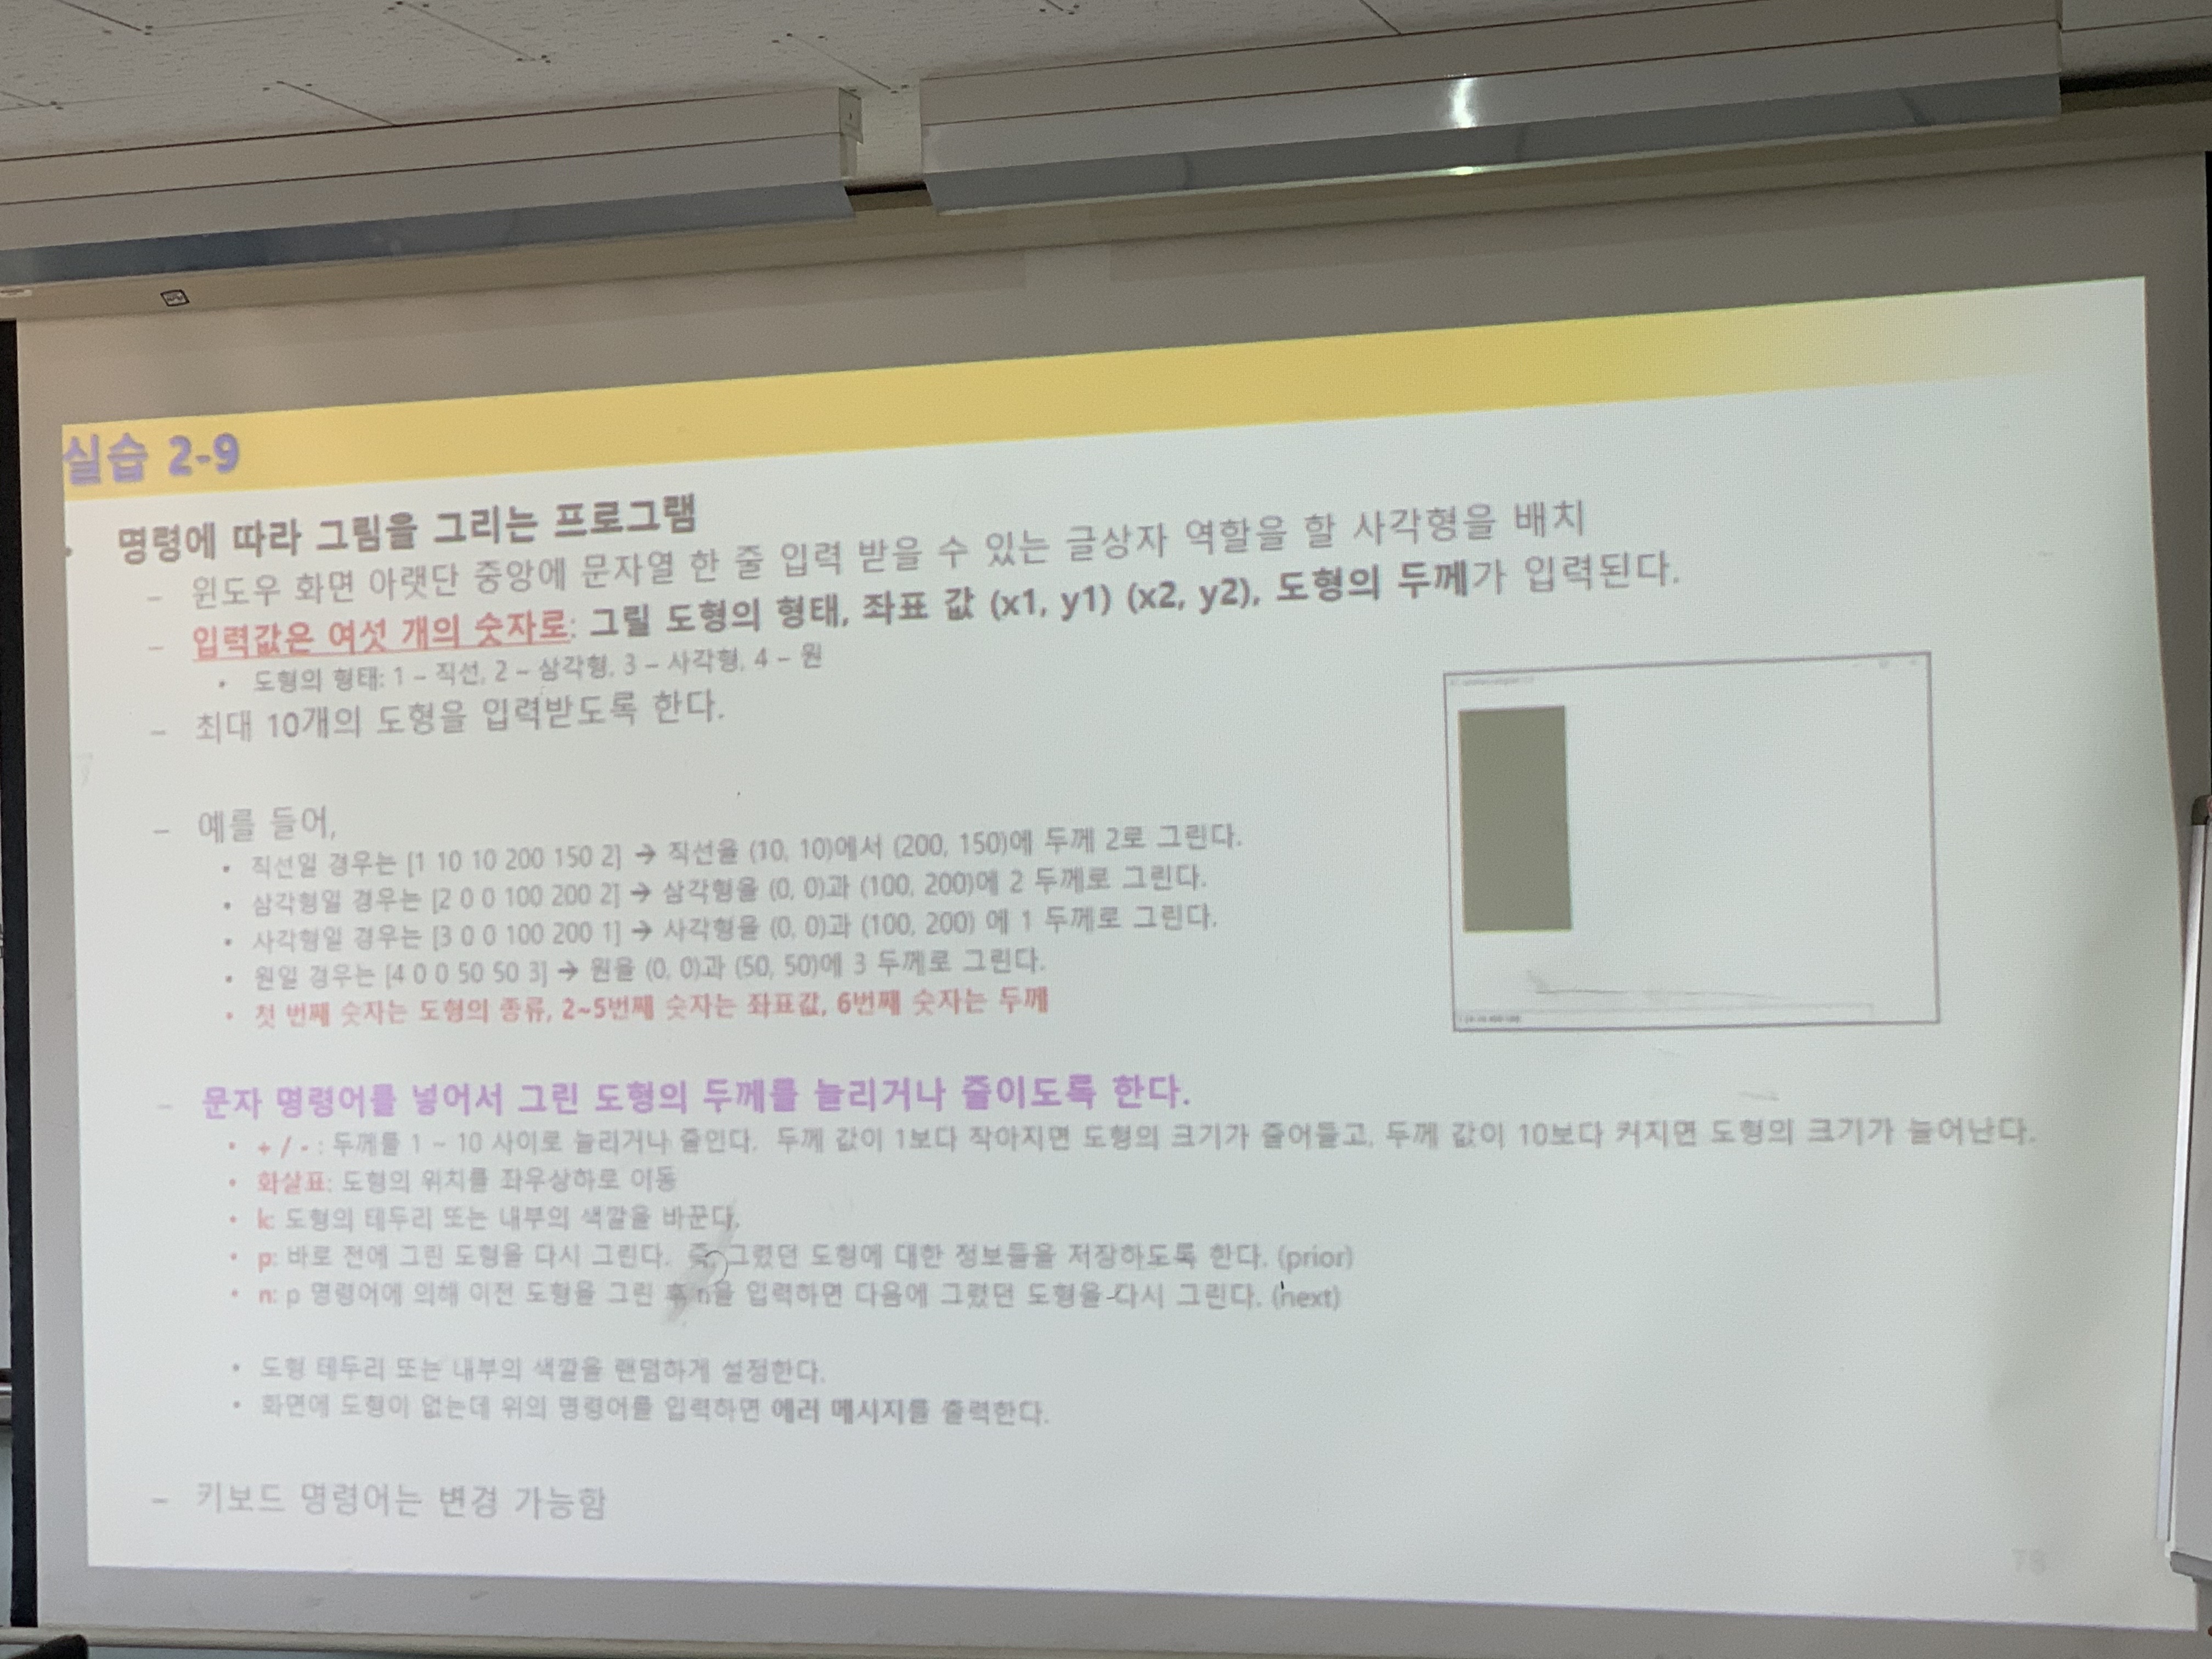 실습 2-9
• 명령에 따라 그림을 그리는 프로그램
– 윈도우 화면 아랫단 중앙에 문자열 한 줄 입력 받을 수 있는 글상자 역할을 할 사각형을 배치
– 입력값은 여섯 개의 숫자로: 그릴 도형의 형태, 좌표 값 (x1, y1) (x2, y2), 도형의 두께가 입력된다.
• 도형의 형태: 1 – 직선, 2 – 삼각형, 3 – 사각형, 4 – 원
– 최대 10개의 도형을 입력받도록 한다.
– 예를 들어,
• 직선일 경우는 [1 10 10 200 150 2] → 직선을 (10, 10)에서 (200, 150)에 두께 2로 그린다.
• 삼각형일 경우는 [2 0 0 100 200 2] → 삼각형을 (0, 0)과 (100, 200)에 2 두께로 그린다.
• 사각형일 경우는 [3 0 0 100 200 1] → 사각형을 (0, 0)과 (100, 200) 에 1 두께로 그린다.
• 원일 경우는 [4 0 0 50 50 3] → 원을 (0, 0)과 (50, 50)에 3 두께로 그린다.
• 첫 번째 숫자는 도형의 종류, 2~5번째 숫자는 좌표값, 6번째 숫자는 두께
– 문자 명령어를 넣어서 그린 도형의 두께를 늘리거나 줄이도록 한다.
• + / - : 두께를 1 ~ 10 사이로 늘리거나 줄인다. 두께 값이 1보다 작아지면 도형의 크기가 줄어들고, 두께 값이 10보다 커지면 도형의 크기가 늘어난다.
• 화살표: 도형의 위치를 좌우상하로 이동
• k: 도형의 테두리 또는 내부의 색깔을 바꾼다.
• p: 바로 전에 그린 도형을 다시 그린다. 즉, 그렸던 도형에 대한 정보들을 저장하도록 한다. (prior)
• n: p 명령어에 의해 이전 도형을 그린 후 n을 입력하면 다음에 그렸던 도형을 다시 그린다. (next)
• 도형 테두리 또는 내부의 색깔을 랜덤하게 설정한다.
• 화면에 도형이 없는데 위의 명령어를 입력하면 에러 메시지를 출력한다.
– 키보드 명령어는 변경 가능함